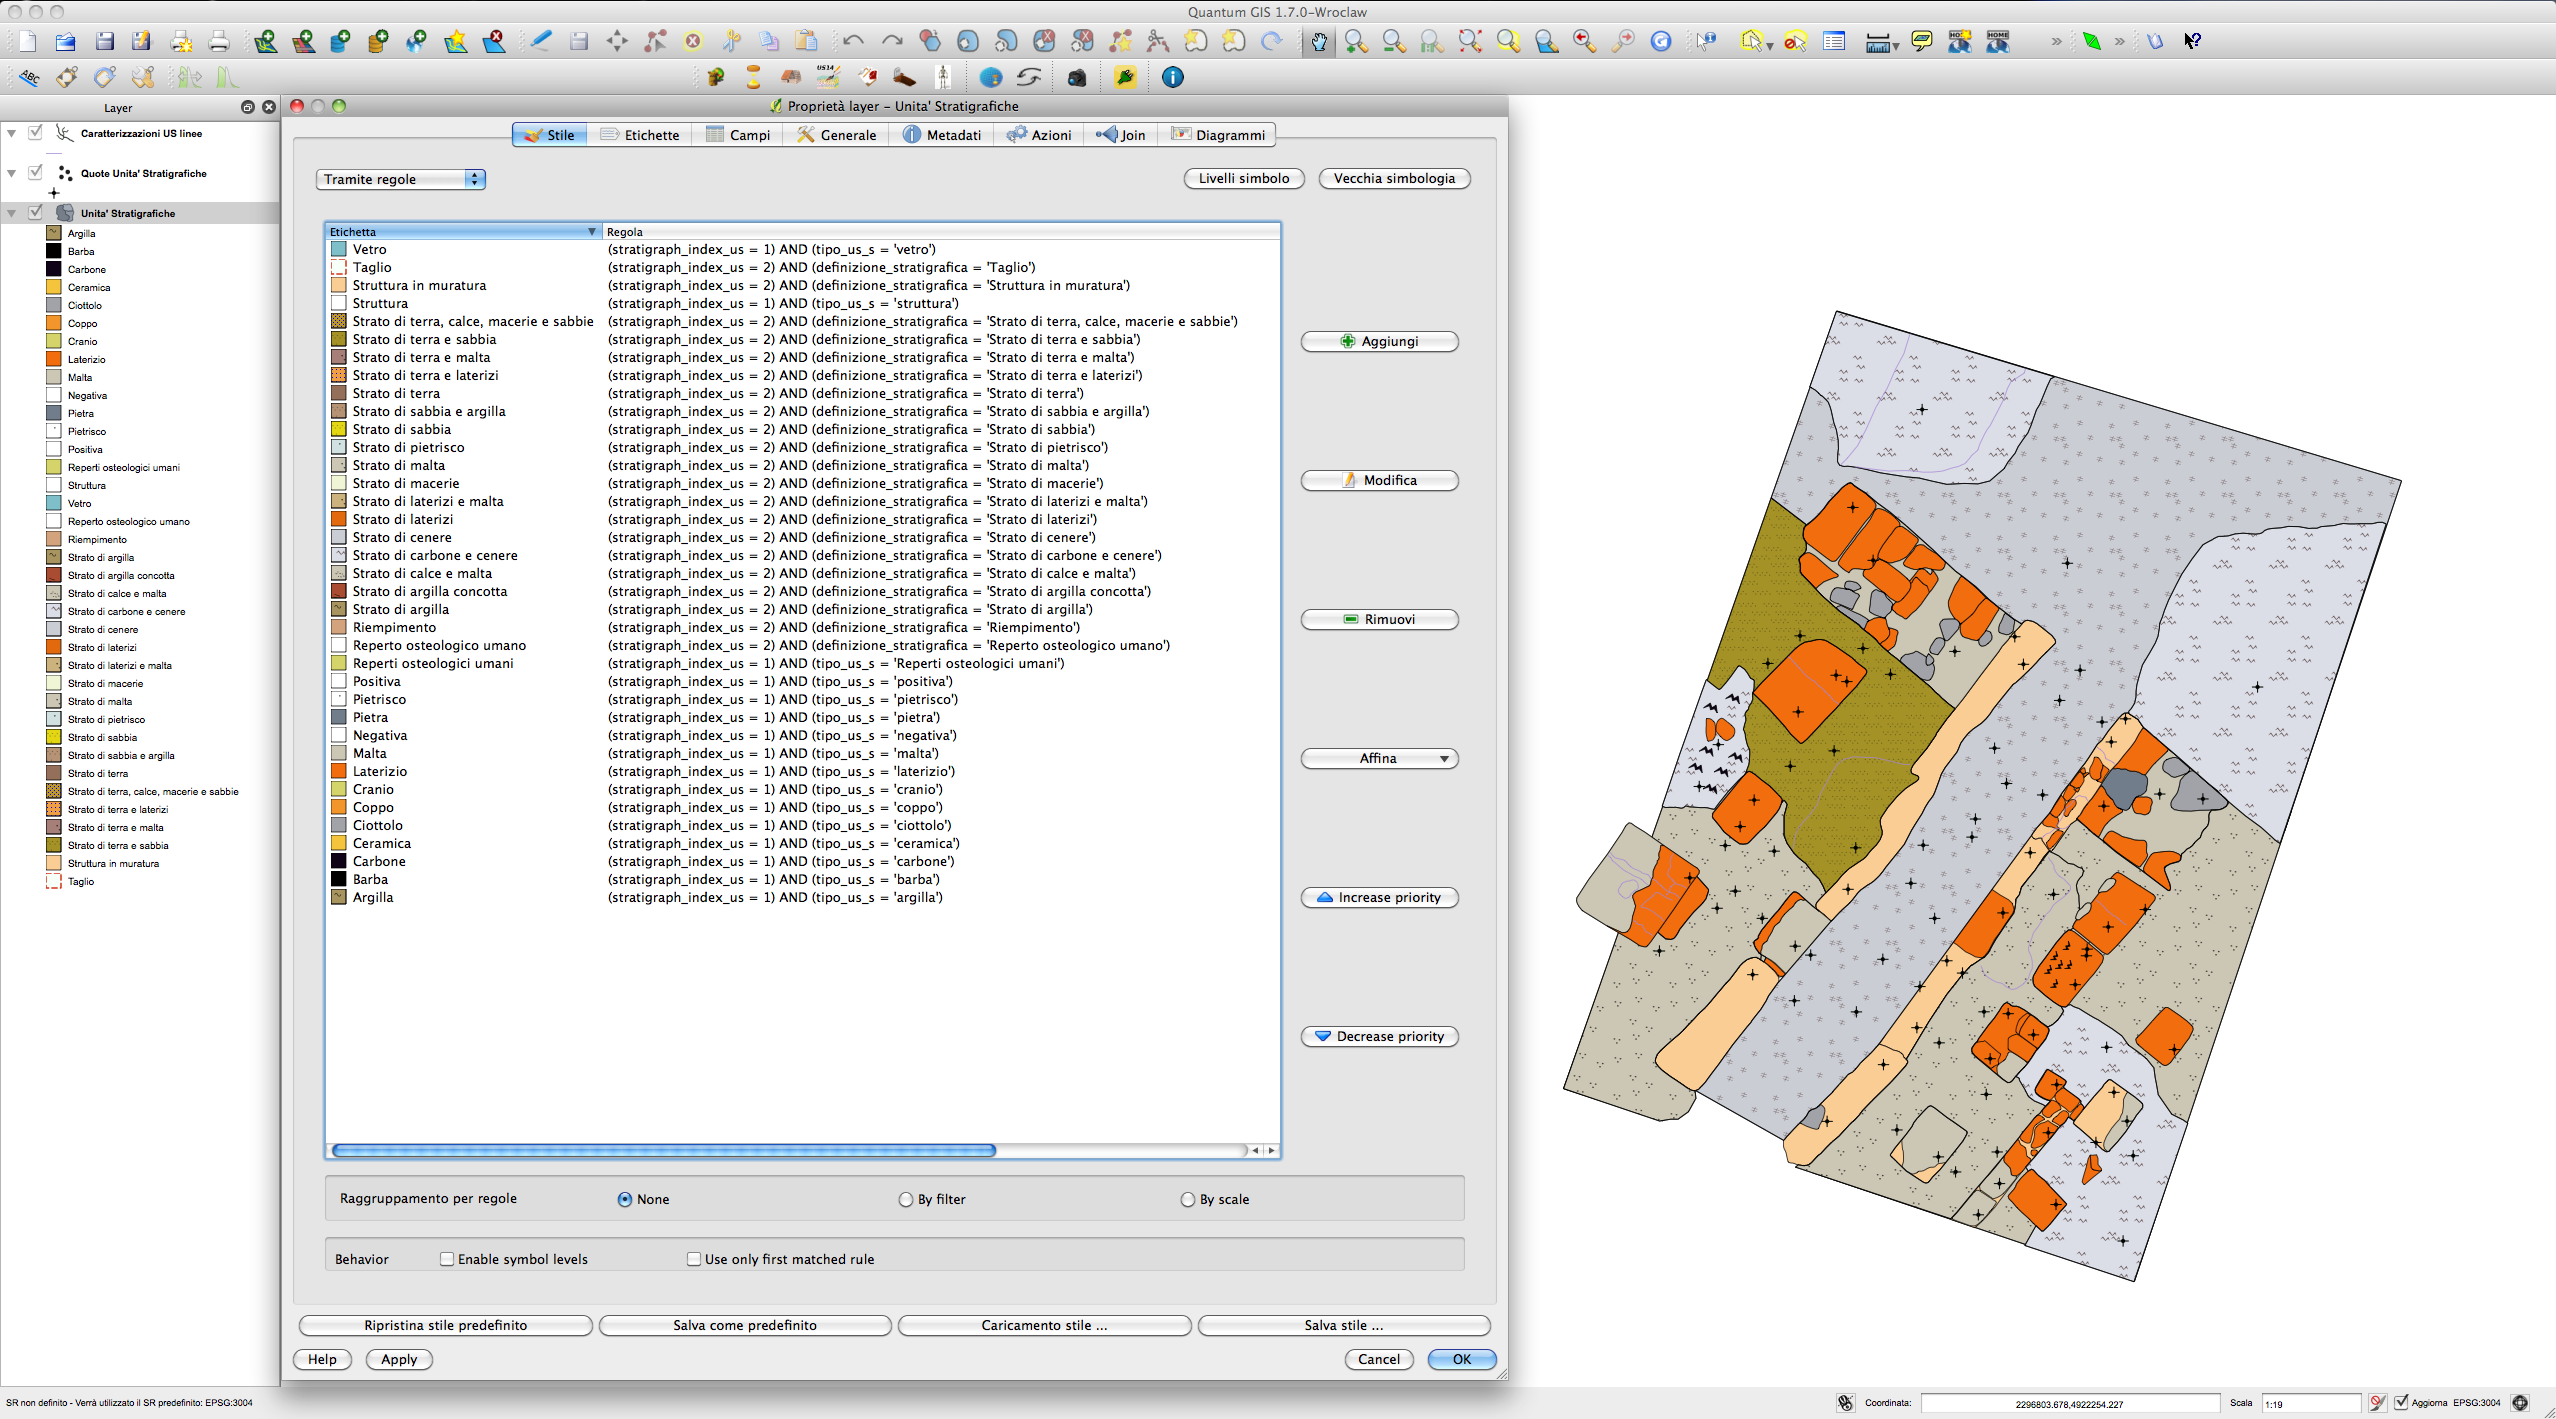 Quantum GIS 1.7.0-Wroclaw
Layer
Caratterizzazioni US linee
Quote Unita' Stratigrafiche
Unita' Stratigrafiche
Argilla
Barba
Carbone
Ceramica
Ciottolo
Coppo
Cranio
Laterizio
Malta
Negativa
Pietra
Pietrisco
Positiva
Reperti osteologici umani
Struttura
Vetro
Reperto osteologico umano
Riempimento
Strato di argilla
Strato di argilla concotta
Strato di calce e malta
Strato di carbone e cenere
Strato di cenere
Strato di laterizi
Strato di laterizi e malta
Strato di macerie
Strato di malta
Strato di pietrisco
Strato di sabbia
Strato di sabbia e argilla
Strato di terra
Strato di terra, calce, macerie e sabbie
Strato di terra e laterizi
Strato di terra e malta
Strato di terra e sabbia
Struttura in muratura
Taglio
Proprietà layer - Unita' Stratigrafiche
Stile Etichette Campi Generale Metadati Azioni Join Diagrammi
Tramite regole Livelli simbolo Vecchia simbologia
Etichetta Regola
Vetro (stratigraph_index_us = 1) AND (tipo_us_s = 'vetro')
Taglio (stratigraph_index_us = 2) AND (definizione_stratigrafica = 'Taglio')
Struttura in muratura (stratigraph_index_us = 2) AND (definizione_stratigrafica = 'Struttura in muratura')
Struttura (stratigraph_index_us = 1) AND (tipo_us_s = 'struttura')
Strato di terra, calce, macerie e sabbie (stratigraph_index_us = 2) AND (definizione_stratigrafica = 'Strato di terra, calce, macerie e sabbie')
Strato di terra e sabbia (stratigraph_index_us = 2) AND (definizione_stratigrafica = 'Strato di terra e sabbia')
Strato di terra e malta (stratigraph_index_us = 2) AND (definizione_stratigrafica = 'Strato di terra e malta')
Strato di terra e laterizi (stratigraph_index_us = 2) AND (definizione_stratigrafica = 'Strato di terra e laterizi')
Strato di terra (stratigraph_index_us = 2) AND (definizione_stratigrafica = 'Strato di terra')
Strato di sabbia e argilla (stratigraph_index_us = 2) AND (definizione_stratigrafica = 'Strato di sabbia e argilla')
Strato di sabbia (stratigraph_index_us = 2) AND (definizione_stratigrafica = 'Strato di sabbia')
Strato di pietrisco (stratigraph_index_us = 2) AND (definizione_stratigrafica = 'Strato di pietrisco')
Strato di malta (stratigraph_index_us = 2) AND (definizione_stratigrafica = 'Strato di malta')
Strato di macerie (stratigraph_index_us = 2) AND (definizione_stratigrafica = 'Strato di macerie')
Strato di laterizi e malta (stratigraph_index_us = 2) AND (definizione_stratigrafica = 'Strato di laterizi e malta')
Strato di laterizi (stratigraph_index_us = 2) AND (definizione_stratigrafica = 'Strato di laterizi')
Strato di cenere (stratigraph_index_us = 2) AND (definizione_stratigrafica = 'Strato di cenere')
Strato di carbone e cenere (stratigraph_index_us = 2) AND (definizione_stratigrafica = 'Strato di carbone e cenere')
Strato di calce e malta (stratigraph_index_us = 2) AND (definizione_stratigrafica = 'Strato di calce e malta')
Strato di argilla concotta (stratigraph_index_us = 2) AND (definizione_stratigrafica = 'Strato di argilla concotta')
Strato di argilla (stratigraph_index_us = 2) AND (definizione_stratigrafica = 'Strato di argilla')
Riempimento (stratigraph_index_us = 2) AND (definizione_stratigrafica = 'Riempimento')
Reperto osteologico umano (stratigraph_index_us = 2) AND (definizione_stratigrafica = 'Reperto osteologico umano')
Reperti osteologici umani (stratigraph_index_us = 1) AND (tipo_us_s = 'Reperti osteologici umani')
Positiva (stratigraph_index_us = 1) AND (tipo_us_s = 'positiva')
Pietrisco (stratigraph_index_us = 1) AND (tipo_us_s = 'pietrisco')
Pietra (stratigraph_index_us = 1) AND (tipo_us_s = 'pietra')
Negativa (stratigraph_index_us = 1) AND (tipo_us_s = 'negativa')
Malta (stratigraph_index_us = 1) AND (tipo_us_s = 'malta')
Laterizio (stratigraph_index_us = 1) AND (tipo_us_s = 'laterizio')
Cranio (stratigraph_index_us = 1) AND (tipo_us_s = 'cranio')
Coppo (stratigraph_index_us = 1) AND (tipo_us_s = 'coppo')
Ciottolo (stratigraph_index_us = 1) AND (tipo_us_s = 'ciottolo')
Ceramica (stratigraph_index_us = 1) AND (tipo_us_s = 'ceramica')
Carbone (stratigraph_index_us = 1) AND (tipo_us_s = 'carbone')
Barba (stratigraph_index_us = 1) AND (tipo_us_s = 'barba')
Argilla (stratigraph_index_us = 1) AND (tipo_us_s = 'argilla')
Aggiungi
Modifica
Rimuovi
Affina
Increase priority
Decrease priority
Raggruppamento per regole None By filter By scale
Behavior Enable symbol levels Use only first matched rule
Ripristina stile predefinito Salva come predefinito Caricamento stile ... Salva stile ...
Help Apply Cancel OK
SR non definito - Verrà utilizzato il SR predefinito: EPSG:3004 Coordinata: 2296803.678,4922254.227 Scala 1:19 Aggiorna EPSG:3004